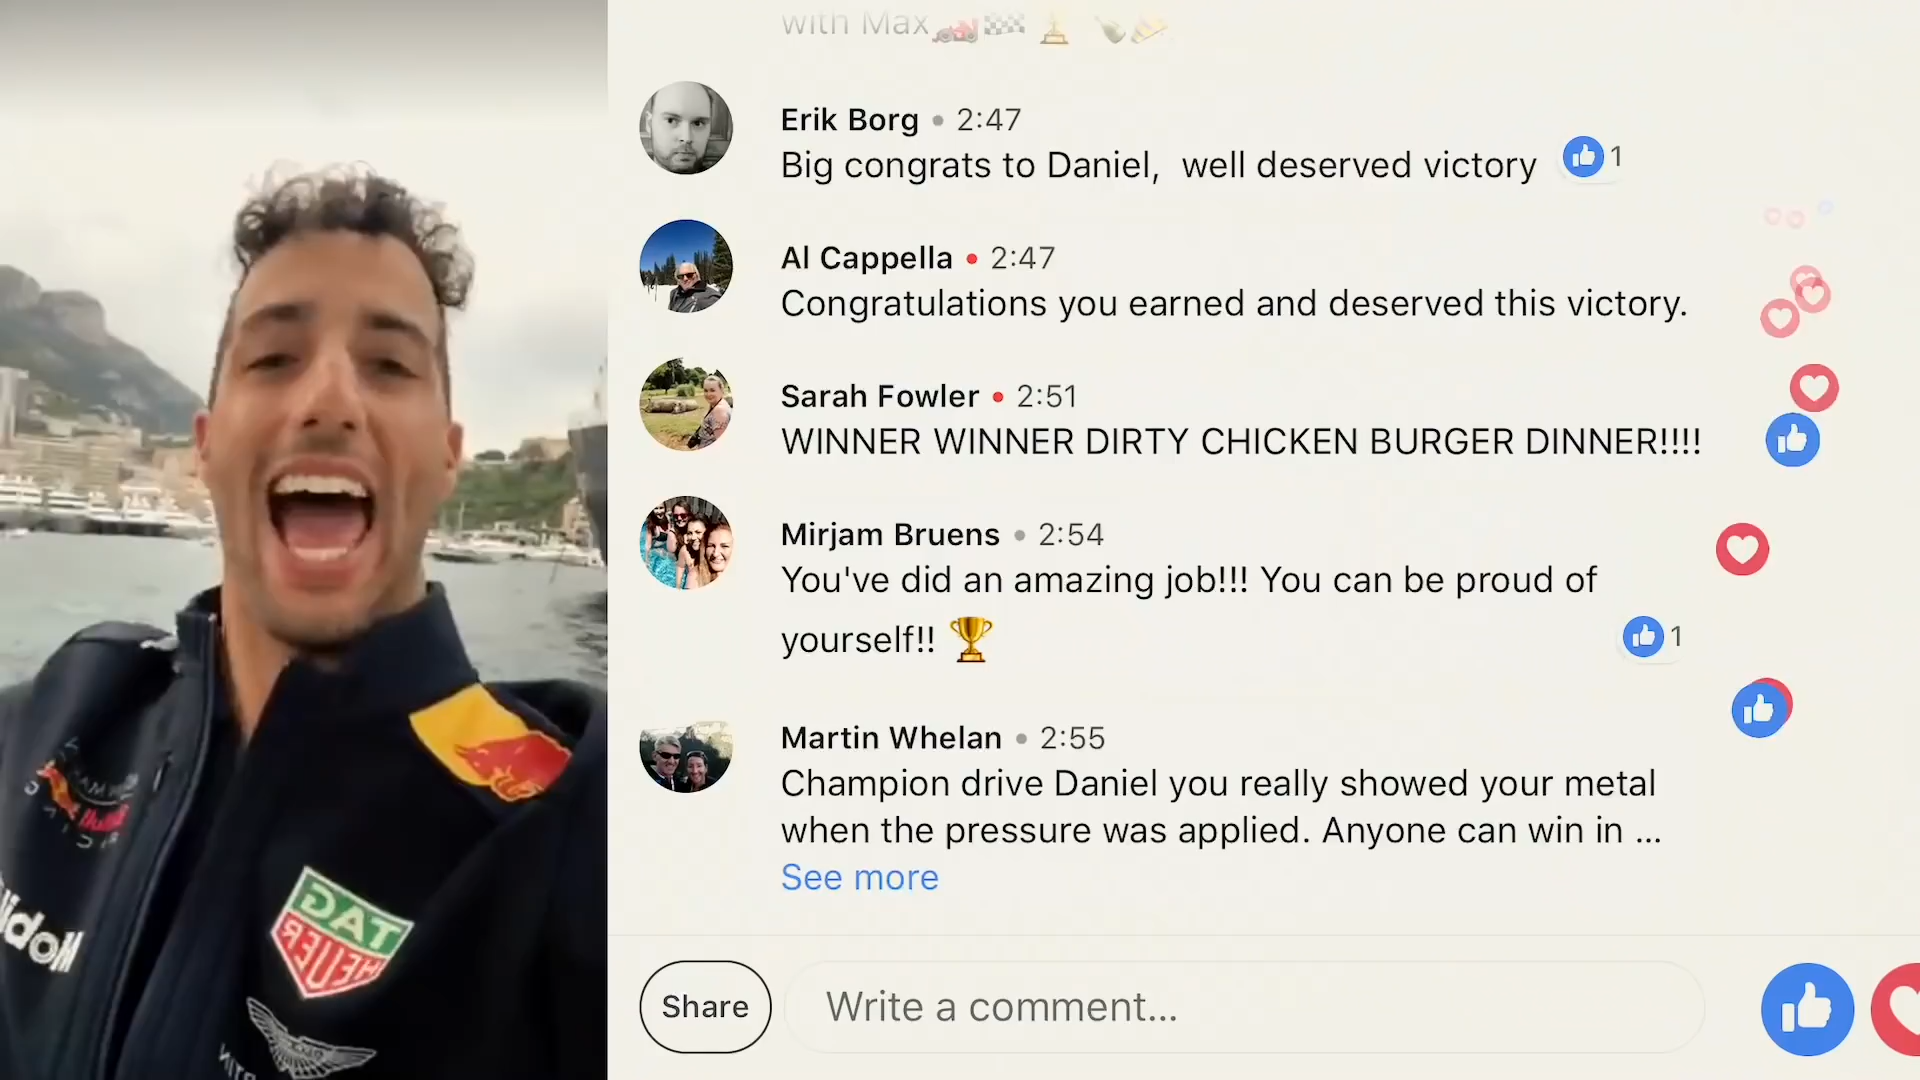 with Max
Erik Borg • 2:47
Big congrats to Daniel,  well deserved victory
1
Al Cappella • 2:47
Congratulations you earned and deserved this victory.
Sarah Fowler • 2:51
WINNER WINNER DIRTY CHICKEN BURGER DINNER!!!!
Mirjam Bruens • 2:54
You've did an amazing job!!! You can be proud of
yourself!! 🏆
1
Martin Whelan • 2:55
Champion drive Daniel you really showed your metal
when the pressure was applied. Anyone can win in ...
See more
Share
Write a comment...
TAG
HEUER